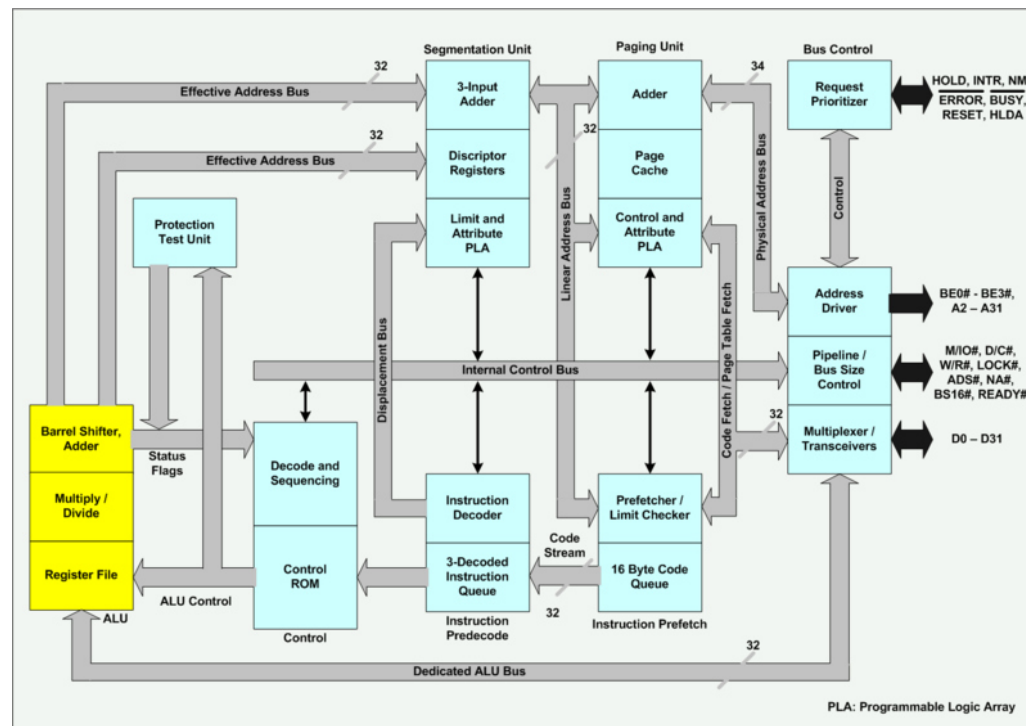 Segmentation Unit
Paging Unit
Bus Control
32
Effective Address Bus
3-Input
Adder
34
Adder
Request
Prioritizer
HOLD, INTR, NM
ERROR, BUSY,
RESET, HLDA
32
Effective Address Bus
Discriptor
Registers
32
Page
Cache
Protection
Test Unit
Limit and
Attribute
PLA
Control and
Attribute
PLA
Control
Linear Address Bus
Physical Address Bus
Address
Driver
BE0# - BE3#,
A2 – A31
Displacement Bus
Internal Control Bus
Code Fetch / Page Table Fetch
Pipeline /
Bus Size
Control
M/IO#, D/C#,
W/R#, LOCK#,
ADS#, NA#,
BS16#, READY#
Barrel Shifter,
Adder
Status
Flags
32
Multiplexer /
Transceivers
D0 – D31
Decode and
Sequencing
Multiply /
Divide
Instruction
Decoder
Prefetcher /
Limit Checker
Code
Stream
Register File
ALU Control
Control
ROM
3-Decoded
Instruction
Queue
32
16 Byte Code
Queue
ALU
Control
Instruction
Predecode
Instruction Prefetch
Dedicated ALU Bus
32
PLA: Programmable Logic Array